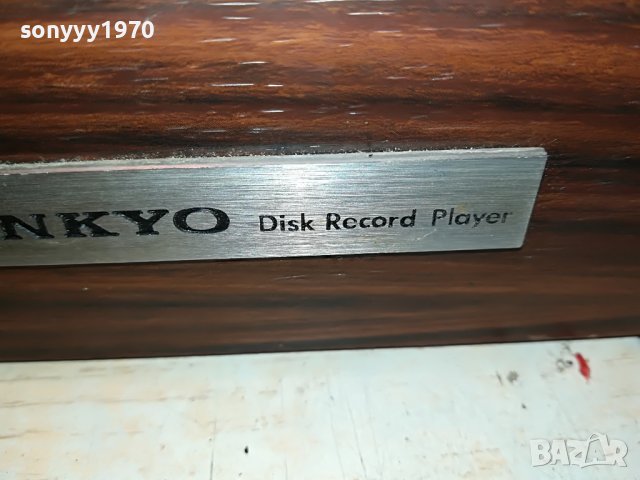 sonyyy1970
NKYO Disk Record Player
BAZAR